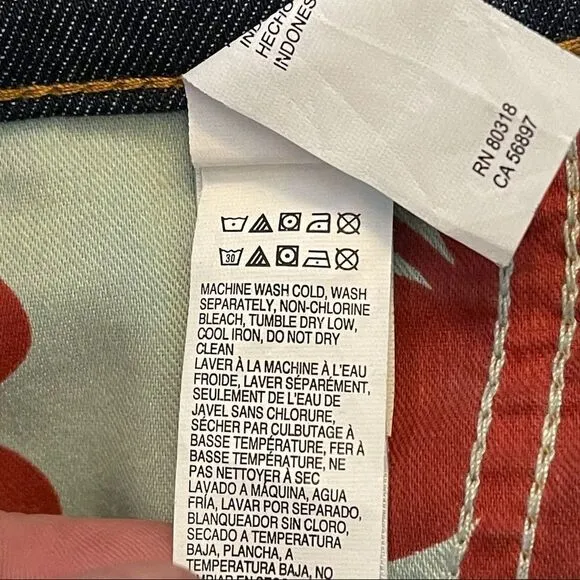 HECHO
INDONES
RN 80318
CA 56897
30
MACHINE WASH COLD, WASH
SEPARATELY, NON-CHLORINE
BLEACH, TUMBLE DRY LOW,
COOL IRON, DO NOT DRY
CLEAN
LAVER À LA MACHINE À L'EAU
FROIDE, LAVER SÉPARÉMENT,
SEULEMENT DE L'EAU DE
JAVEL SANS CHLORURE,
SÉCHER PAR CULBUTAGE À
BASSE TEMPÉRATURE, FER À
BASSE TEMPÉRATURE, NE
PAS NETTOYER À SEC
LAVADO A MÁQUINA, AGUA
FRÍA, LAVAR POR SEPARADO,
BLANQUEADOR SIN CLORO,
SECADO A TEMPERATURA
BAJA, PLANCHA, A
TEMPERATURA BAJO, NO